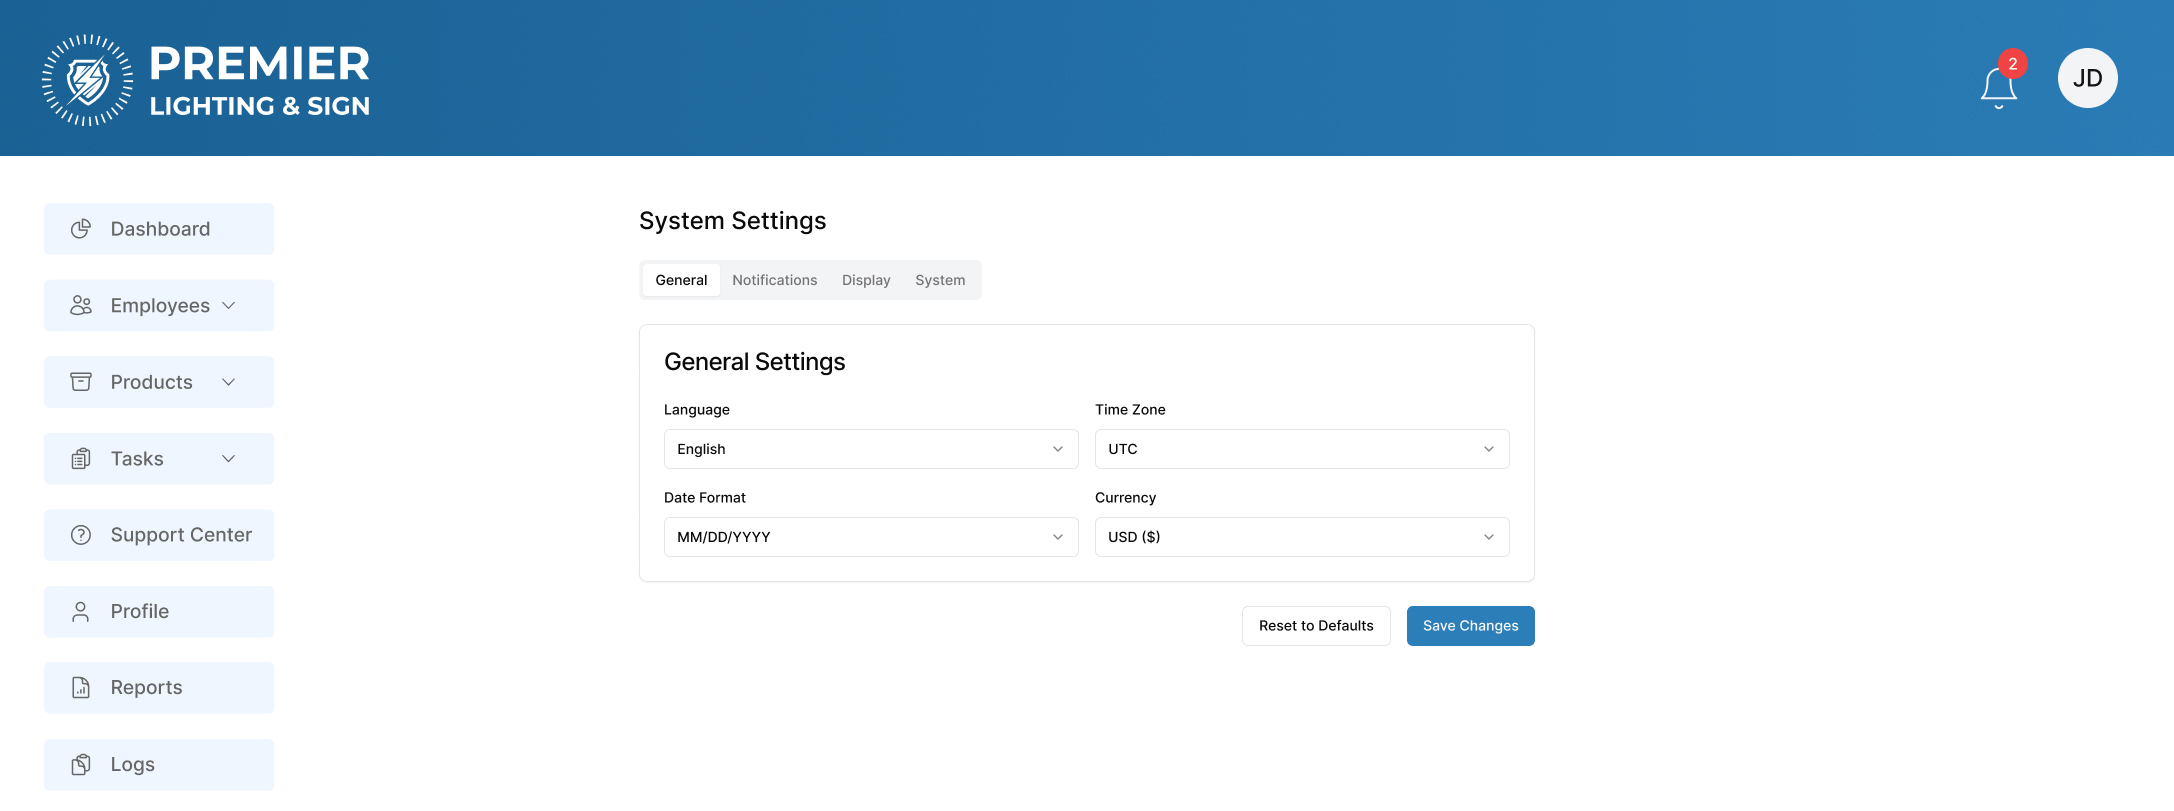 PREMIER
LIGHTING & SIGN
2
JD
Dashboard
Employees
Products
Tasks
Support Center
Profile
Reports
Logs
System Settings
General Notifications Display System
General Settings
Language Time Zone
English UTC
Date Format Currency
MM/DD/YYYY USD ($)
Reset to Defaults Save Changes